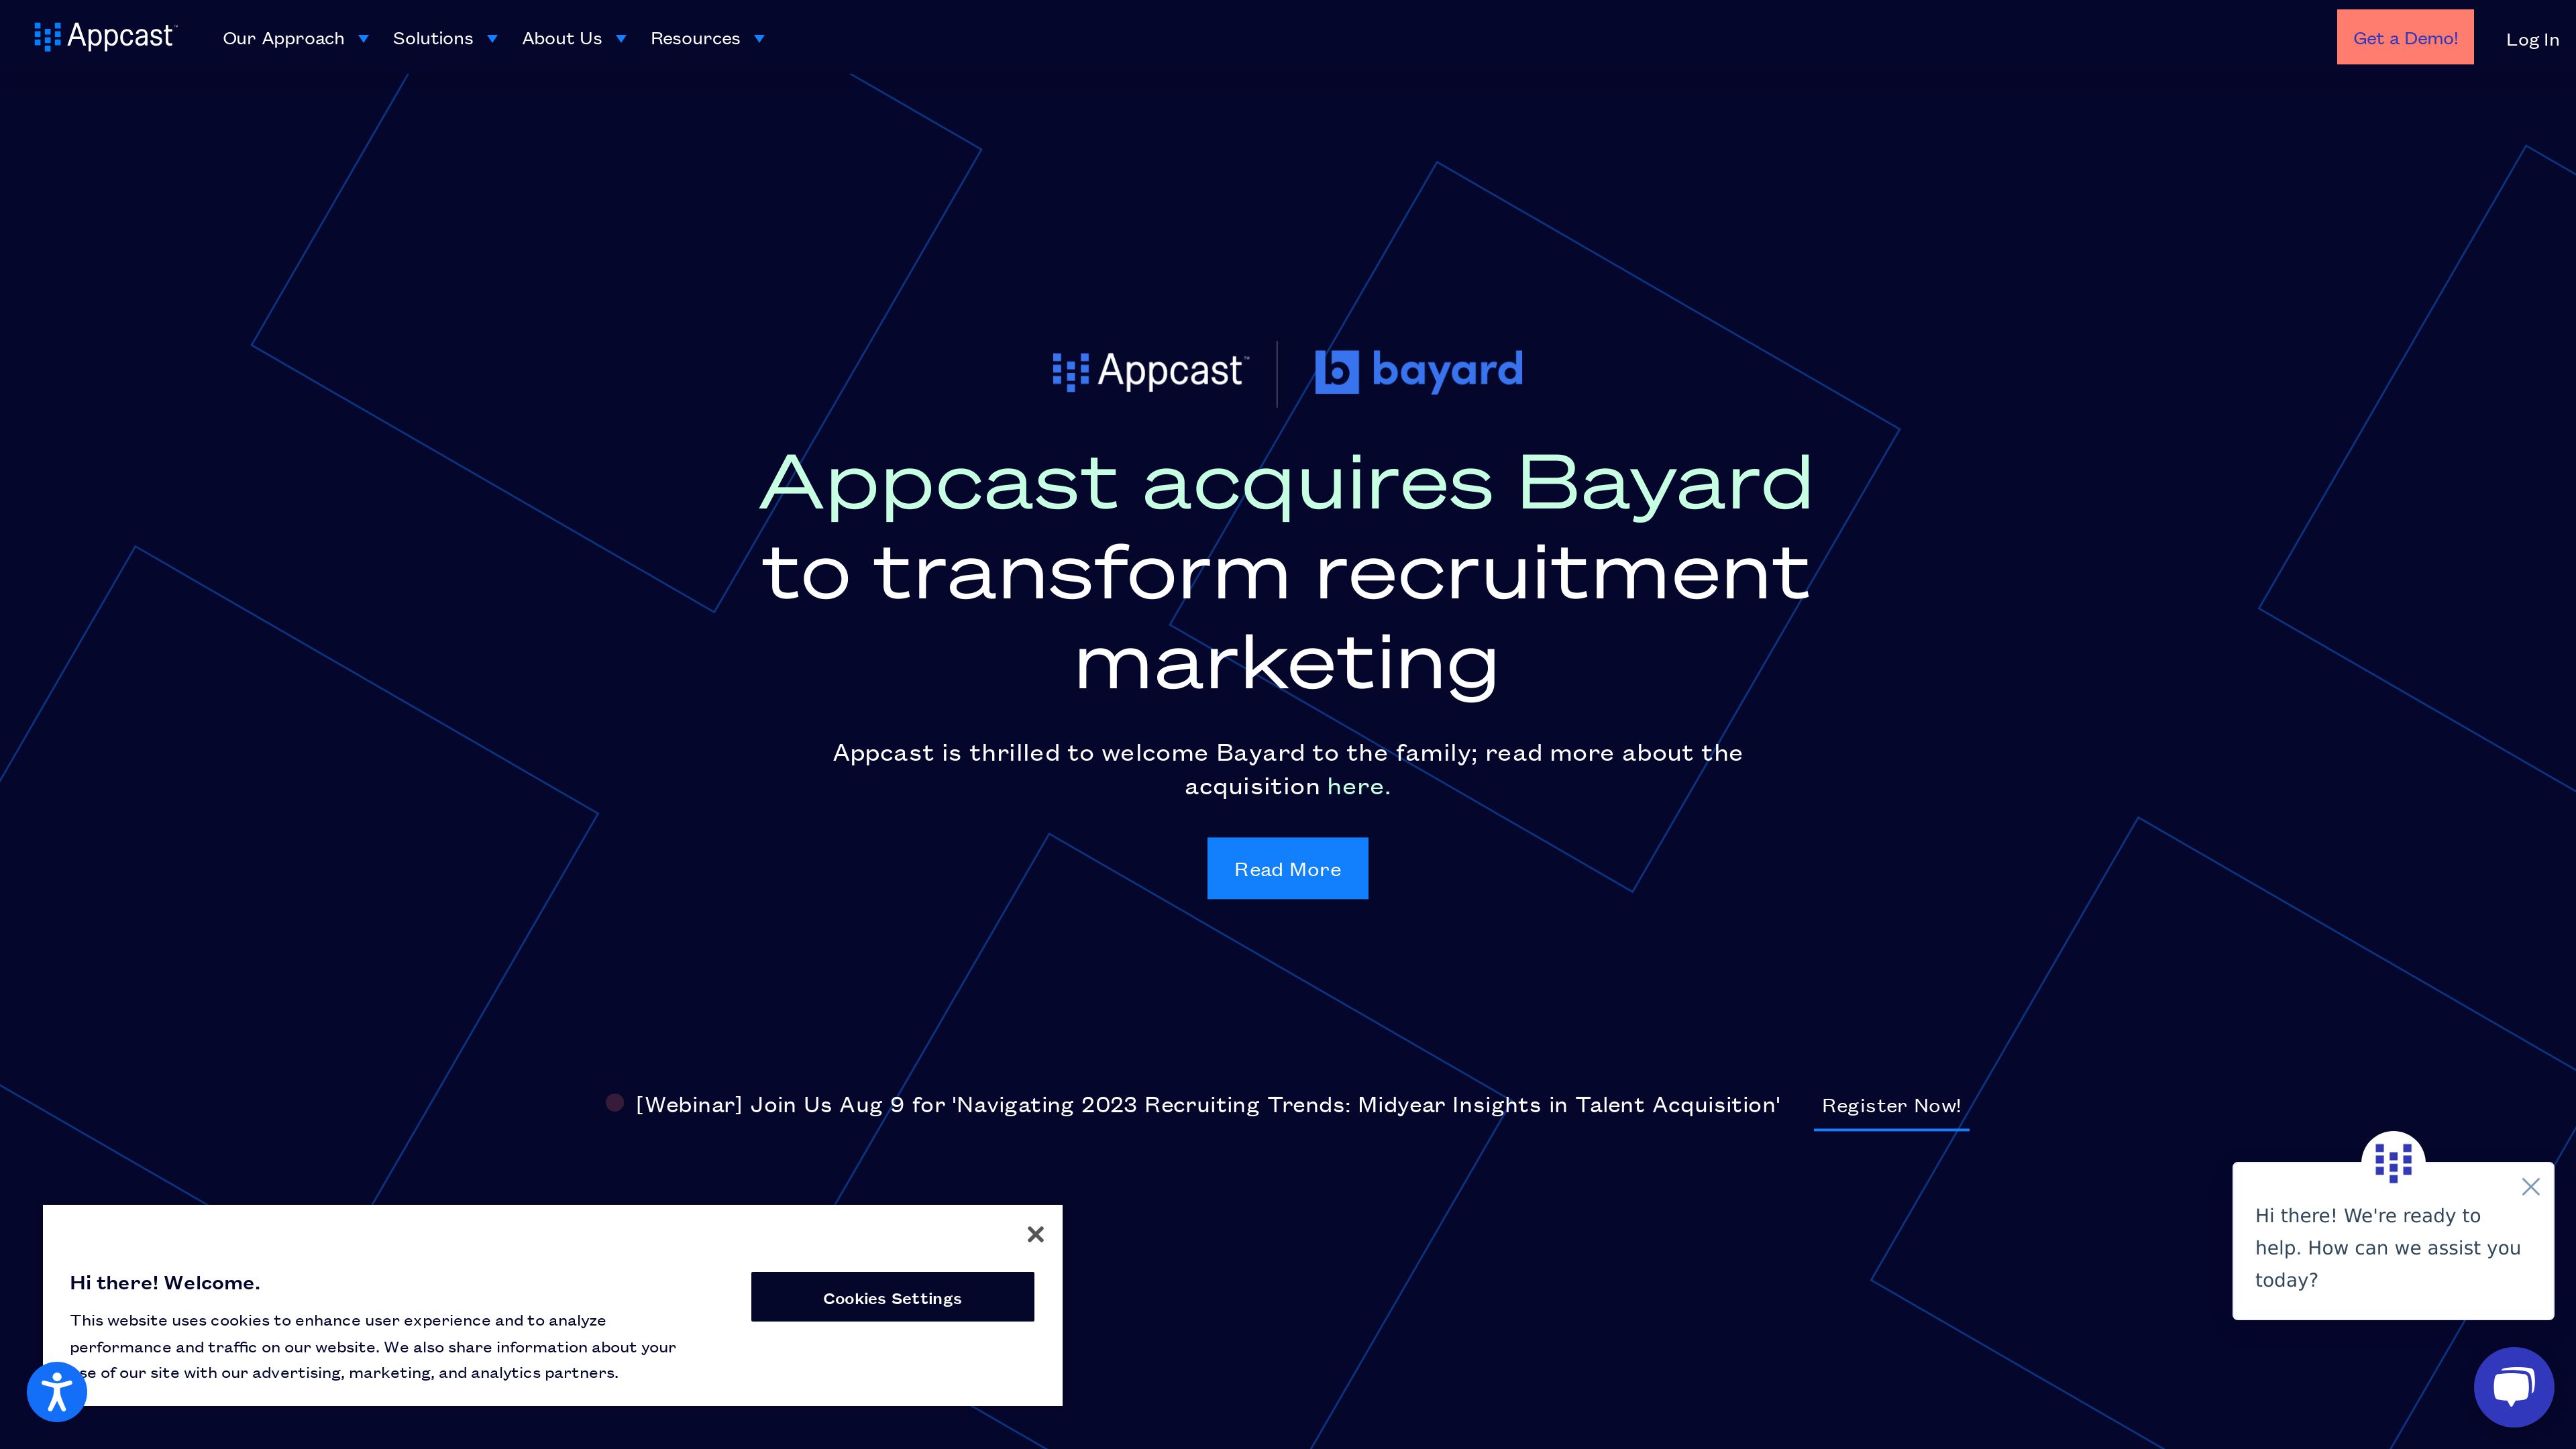 Appcast™
Our Approach
Solutions
About Us
Resources
Get a Demo!
Log In
Appcast™
bayard
Appcast acquires Bayard
to transform recruitment
marketing
Appcast is thrilled to welcome Bayard to the family; read more about the
acquisition here.
Read More
[Webinar] Join Us Aug 9 for 'Navigating 2023 Recruiting Trends: Midyear Insights in Talent Acquisition'
Register Now!
Hi there! We're ready to
help. How can we assist you
today?
Hi there! Welcome.
This website uses cookies to enhance user experience and to analyze
performance and traffic on our website. We also share information about your
use of our site with our advertising, marketing, and analytics partners.
Cookies Settings